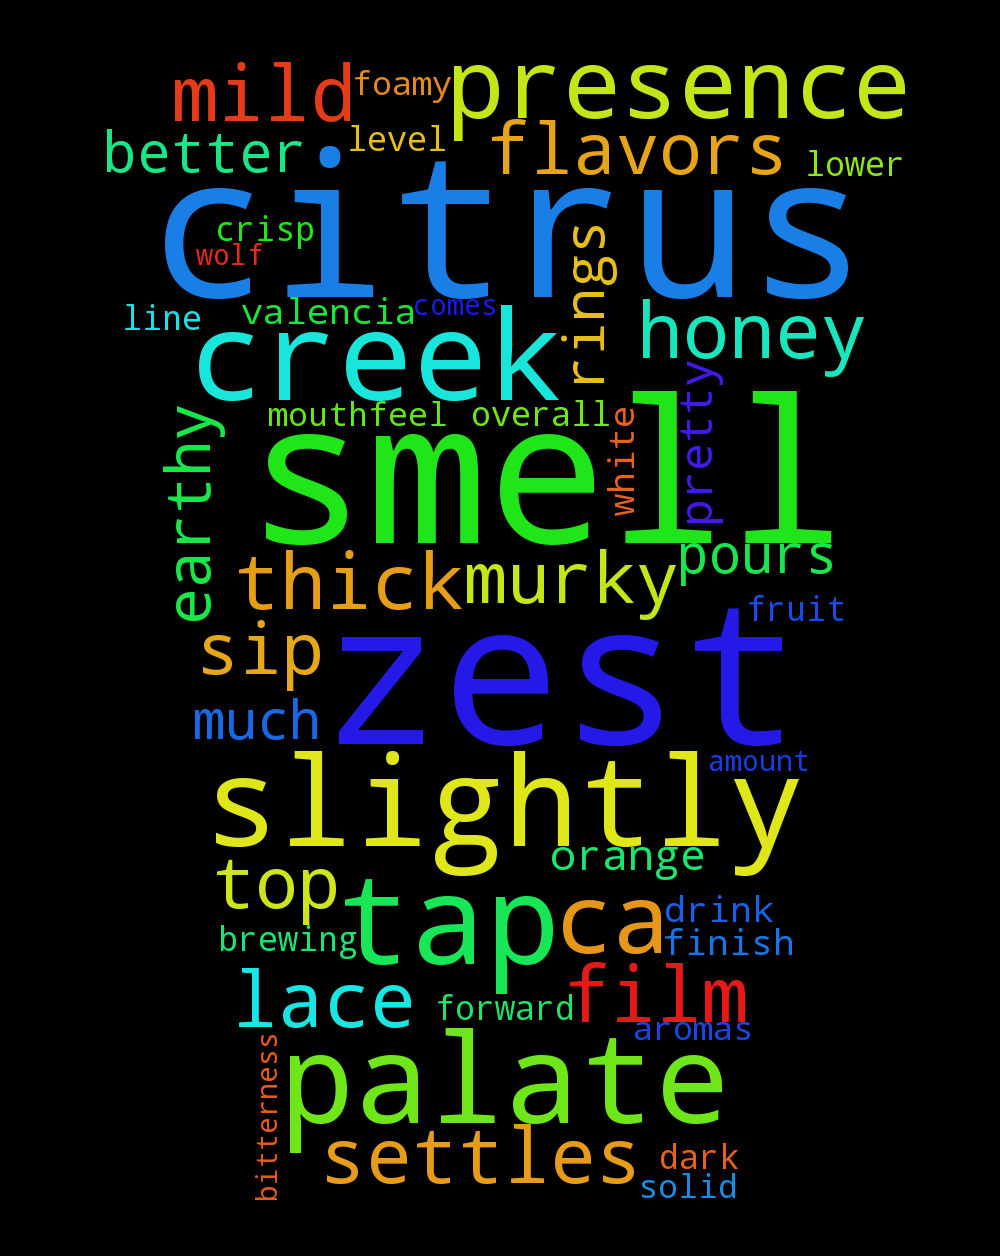 mild foamy presence
better level flavors lower
citrus
crisp
wolf
rings
line valencia comes
creek honey
mouthfeel overall
earthy
smell
white
pretty
thick murky pours
fruit
sip zest
much
amount
slightly
orange
top tap ca drink
brewing finish
lace forward film
aromas
bitterness
palate
settles dark
solid